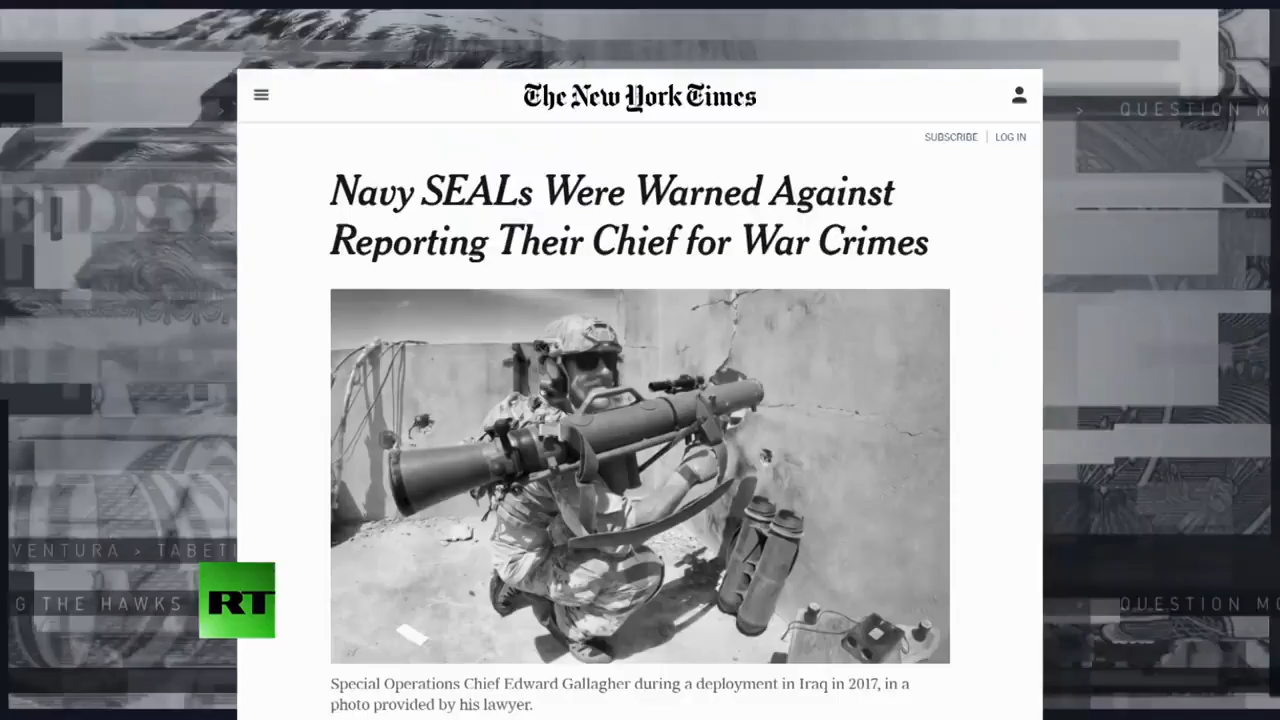 The New York Times
QUESTION M
SUBSCRIBE | LOG IN
Navy SEALs Were Warned Against
Reporting Their Chief for War Crimes
VENTURA > TABETI
G THE HAWKS
RT
QUESTION MO
Special Operations Chief Edward Gallagher during a deployment in Iraq in 2017, in a
photo provided by his lawyer.